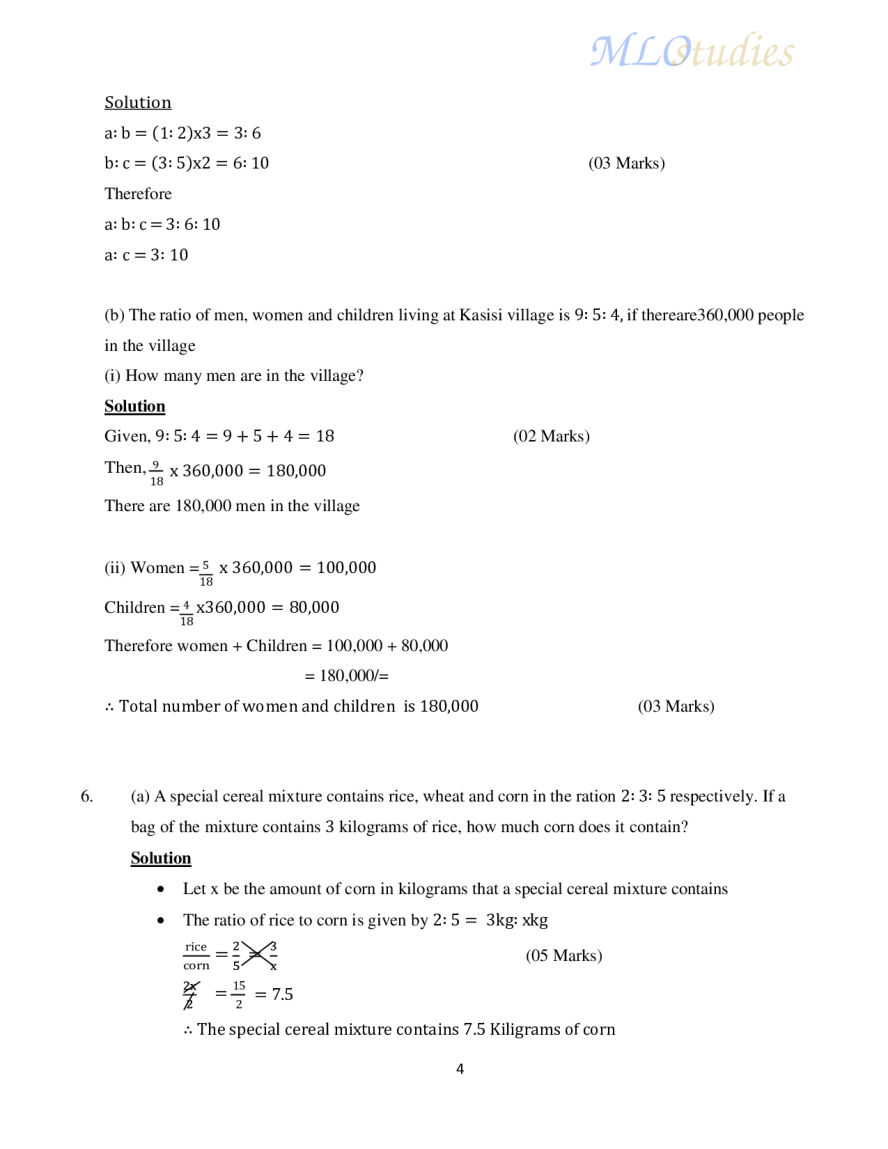 MLOstudies
Solution
a: b = (1: 2)x3 = 3: 6
b: c = (3: 5)x2 = 6: 10 (03 Marks)
Therefore
a: b: c = 3: 6: 10
a: c = 3: 10
(b) The ratio of men, women and children living at Kasisi village is 9: 5: 4, if thereare360,000 people
in the village
(i) How many men are in the village?
Solution
Given, 9: 5: 4 = 9 + 5 + 4 = 18 (02 Marks)
Then, 9/18 x 360,000 = 180,000
There are 180,000 men in the village
(ii) Women = 5/18 x 360,000 = 100,000
Children = 4/18 x360,000 = 80,000
Therefore women + Children = 100,000 + 80,000
= 180,000/=
∴ Total number of women and children is 180,000 (03 Marks)
6. (a) A special cereal mixture contains rice, wheat and corn in the ration 2: 3: 5 respectively. If a
bag of the mixture contains 3 kilograms of rice, how much corn does it contain?
Solution
• Let x be the amount of corn in kilograms that a special cereal mixture contains
• The ratio of rice to corn is given by 2: 5 = 3kg: xkg
rice/corn = 2/5 = 3/x (05 Marks)
2x/2 = 15/2 = 7.5
∴ The special cereal mixture contains 7.5 Kiligrams of corn
4